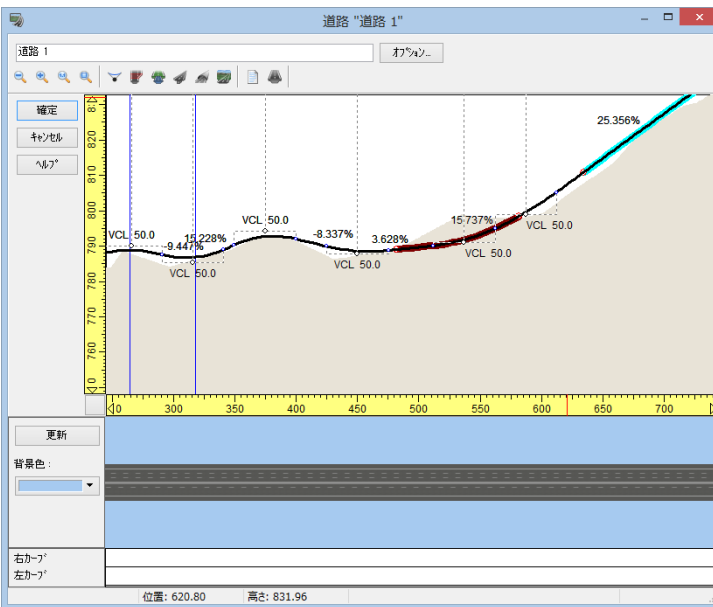 道路 "道路 1"
道路 1
ｵﾌﾟｼｮﾝ...
確定
ｷｬﾝｾﾙ
ﾍﾙﾌﾟ
820
810
800
790
780
770
760
25.356%
VCL 50.0
-9.447%
15.228%
VCL 50.0
VCL 50.0
-8.337%
VCL 50.0
3.628%
15.737%
VCL 50.0
VCL 50.0
300 350 400 450 500 550 600 650 700
更新
背景色 :
右ｶｰﾌﾞ
左ｶｰﾌﾞ
位置: 620.80 高さ: 831.96